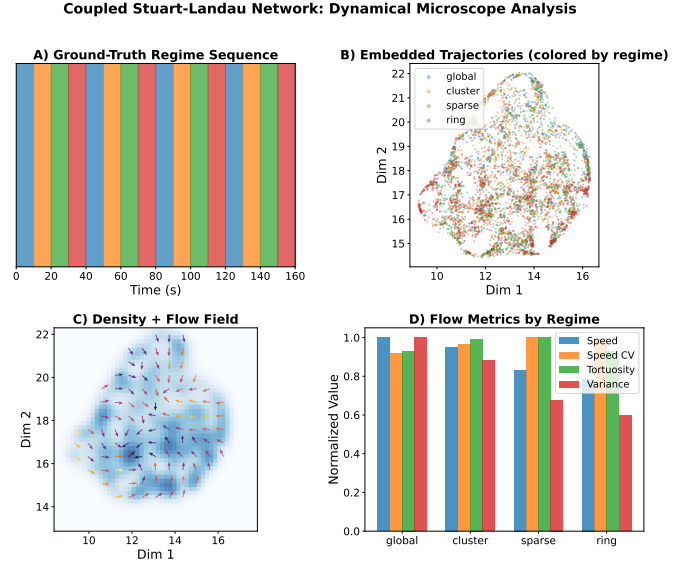 Coupled Stuart-Landau Network: Dynamical Microscope Analysis
A) Ground-Truth Regime Sequence
0 20 40 60 80 100 120 140 160
Time (s)
B) Embedded Trajectories (colored by regime)
global
cluster
sparse
ring
22
21
20
19
18
17
16
15
Dim 2
10 12 14 16
Dim 1
C) Density + Flow Field
22
20
18
16
14
Dim 2
10 12 14 16
Dim 1
D) Flow Metrics by Regime
Speed
Speed CV
Tortuosity
Variance
1.0
0.8
0.6
0.4
0.2
0.0
Normalized Value
global cluster sparse ring